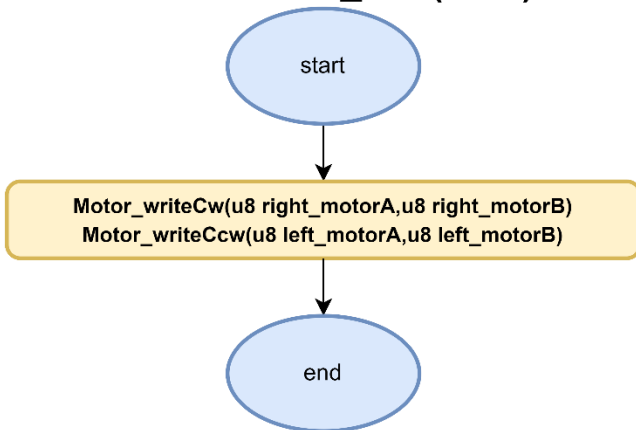 start
Motor_writeCw(u8 right_motorA,u8 right_motorB)
Motor_writeCcw(u8 left_motorA,u8 left_motorB)
end